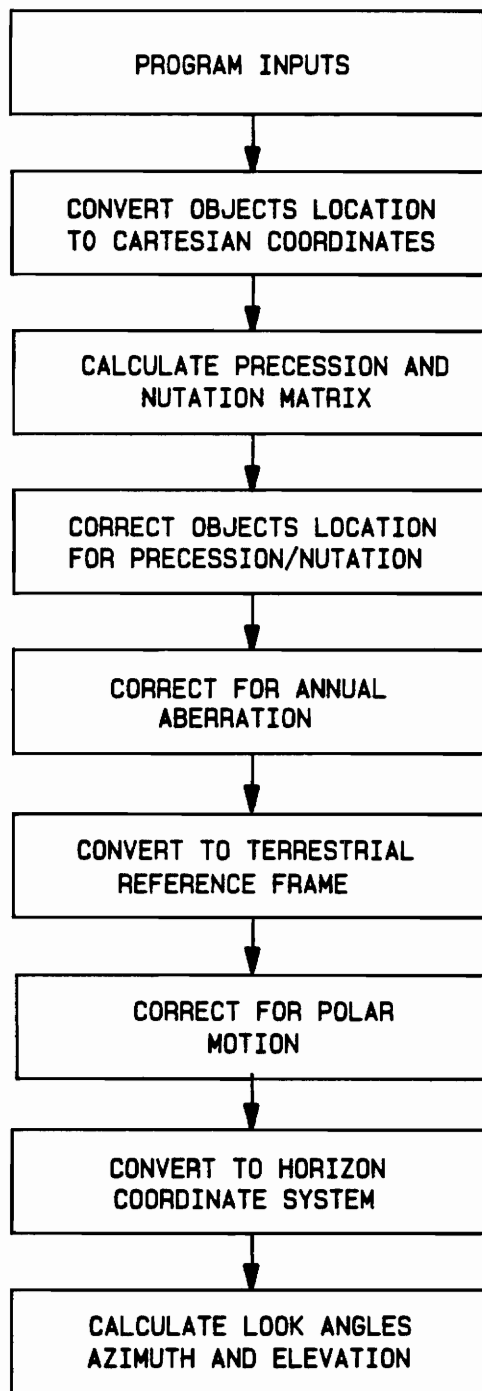 PROGRAM INPUTS
CONVERT OBJECTS LOCATION
TO CARTESIAN COORDINATES
CALCULATE PRECESSION AND
NUTATION MATRIX
CORRECT OBJECTS LOCATION
FOR PRECESSION/NUTATION
CORRECT FOR ANNUAL
ABERRATION
CONVERT TO TERRESTRIAL
REFERENCE FRAME
CORRECT FOR POLAR
MOTION
CONVERT TO HORIZON
COORDINATE SYSTEM
CALCULATE LOOK ANGLES
AZIMUTH AND ELEVATION